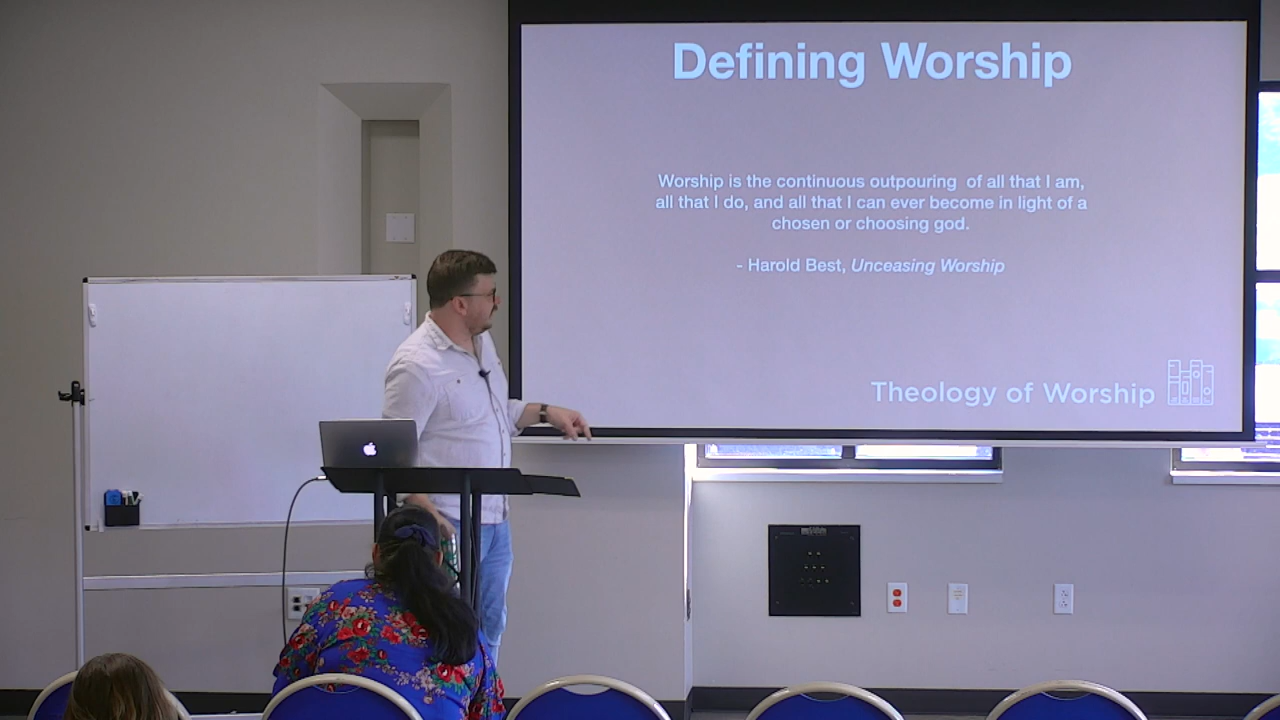 Defining Worship
Worship is the continuous outpouring  of all that I am,
all that I do, and all that I can ever become in light of a
chosen or choosing god.
- Harold Best, Unceasing Worship
Theology of Worship